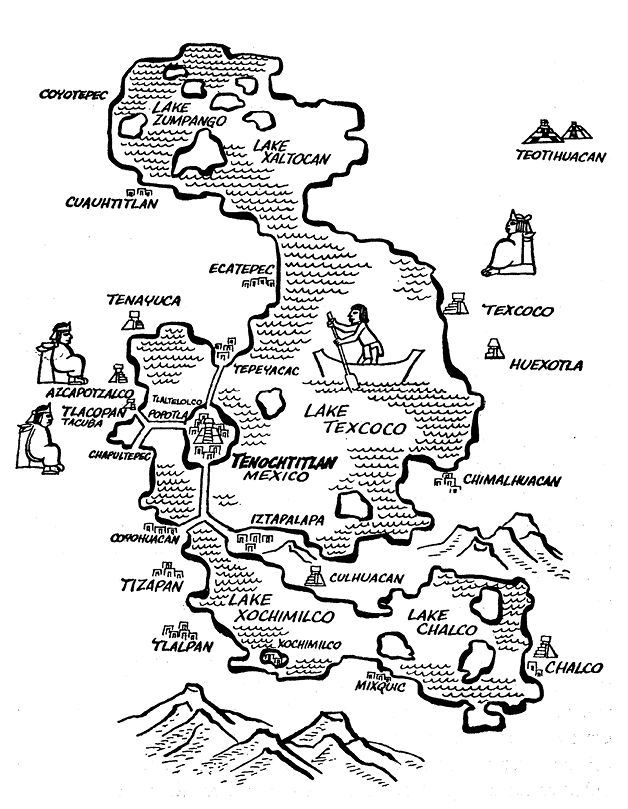 COYOTEPEC
LAKE
ZUMPANGO
LAKE
XALTOCAN
TEOTIHUACAN
CUAUHTITLAN
ECATEPEC
TENAYUCA
TEXCOCO
HUEXOTLA
TEPEYACAC
AZCAPOTZALCO
TLALTELOLCO
TLACOPAN
TACUBA
POPOTLA
LAKE
TEXCOCO
CHAPULTEPEC
TENOCHTITLAN
MEXICO
CHIMALHUACAN
IZTAPALAPA
COYOHUACAN
CULHUACAN
TIZAPAN
LAKE
XOCHIMILCO
LAKE
CHALCO
TLALPAN
XOCHIMILCO
CHALCO
MIXQUIC